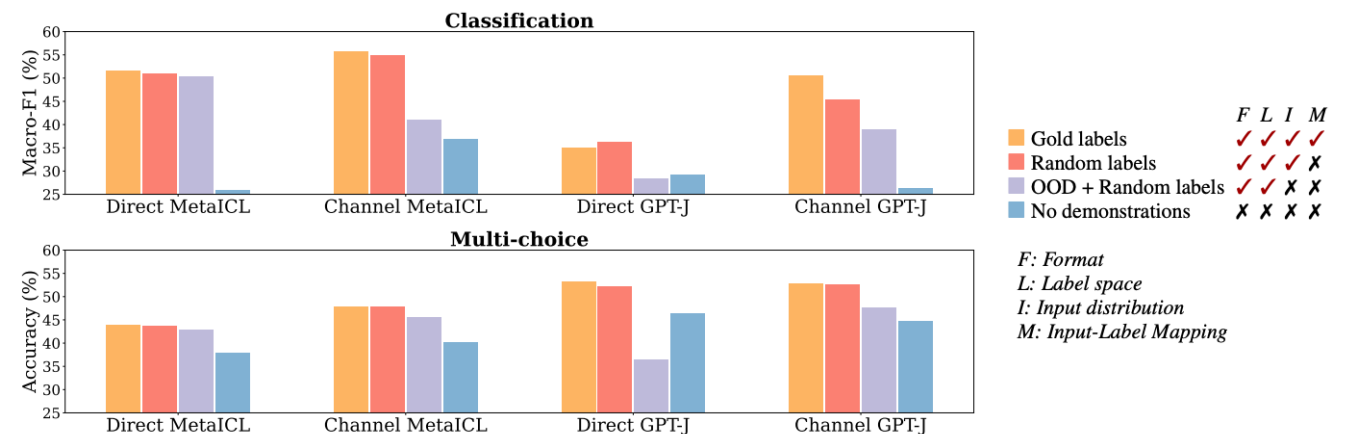 Classification
Macro-F1 (%)
60
55
50
45
40
35
30
25
Direct MetaICL
Channel MetaICL
Direct GPT-J
Channel GPT-J
Multi-choice
Accuracy (%)
60
55
50
45
40
35
30
25
Direct MetaICL
Channel MetaICL
Direct GPT-J
Channel GPT-J
F L I M
Gold labels ✓ ✓ ✓ ✓
Random labels ✓ ✓ ✓ ✗
OOD + Random labels ✓ ✓ ✗ ✗
No demonstrations ✗ ✗ ✗ ✗
F: Format
L: Label space
I: Input distribution
M: Input-Label Mapping